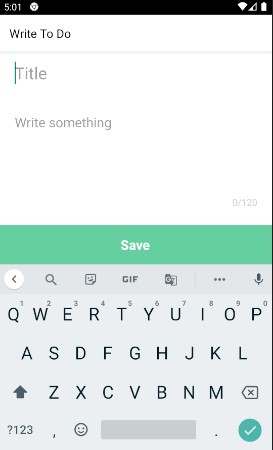 5:01
Write To Do
Title
Write something
0/120
Save
GIF
1 2 3 4 5 6 7 8 9 0
Q W E R T Y U I O P
A S D F G H J K L
Z X C V B N M
?123 , .